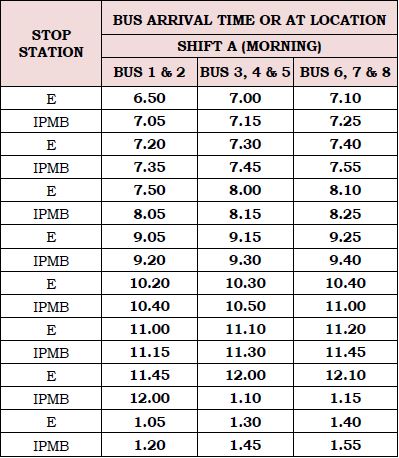 STOP STATION
BUS ARRIVAL TIME OR AT LOCATION
SHIFT A (MORNING)
BUS 1 & 2 BUS 3, 4 & 5 BUS 6, 7 & 8
E 6.50 7.00 7.10
IPMB 7.05 7.15 7.25
E 7.20 7.30 7.40
IPMB 7.35 7.45 7.55
E 7.50 8.00 8.10
IPMB 8.05 8.15 8.25
E 9.05 9.15 9.25
IPMB 9.20 9.30 9.40
E 10.20 10.30 10.40
IPMB 10.40 10.50 11.00
E 11.00 11.10 11.20
IPMB 11.15 11.30 11.45
E 11.45 12.00 12.10
IPMB 12.00 1.10 1.15
E 1.05 1.30 1.40
IPMB 1.20 1.45 1.55